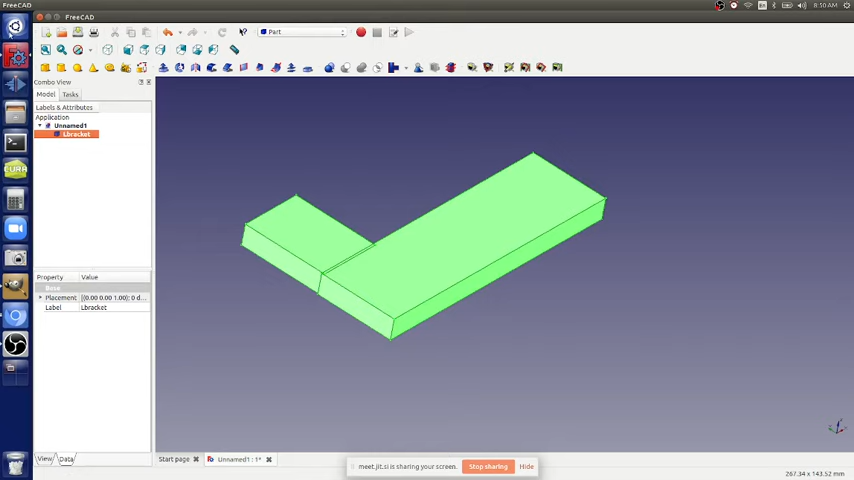 FreeCAD
8:50 AM
FreeCAD
Part
Combo View
Model Tasks
Labels & Attributes
Application
Unnamed1
Lbracket
Property Value
Base
Placement [(0.00 0.00 1.00); 0 d...
Label Lbracket
View Data
Start page
Unnamed1 : 1*
meet.jit.si is sharing your screen.
Stop sharing
Hide
267.34 x 143.52 mm